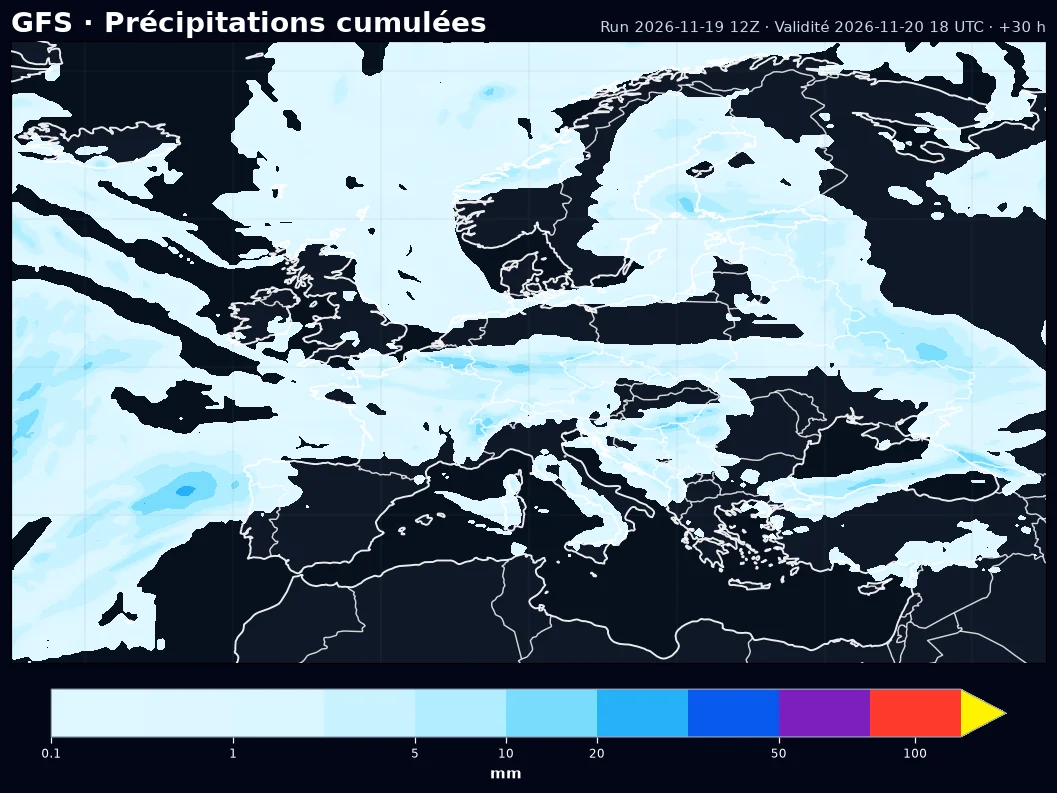 GFS · Précipitations cumulées
Run 2026-11-19 12Z · Validité 2026-11-20 18 UTC · +30 h
0.1 1 5 10 20 50 100
mm